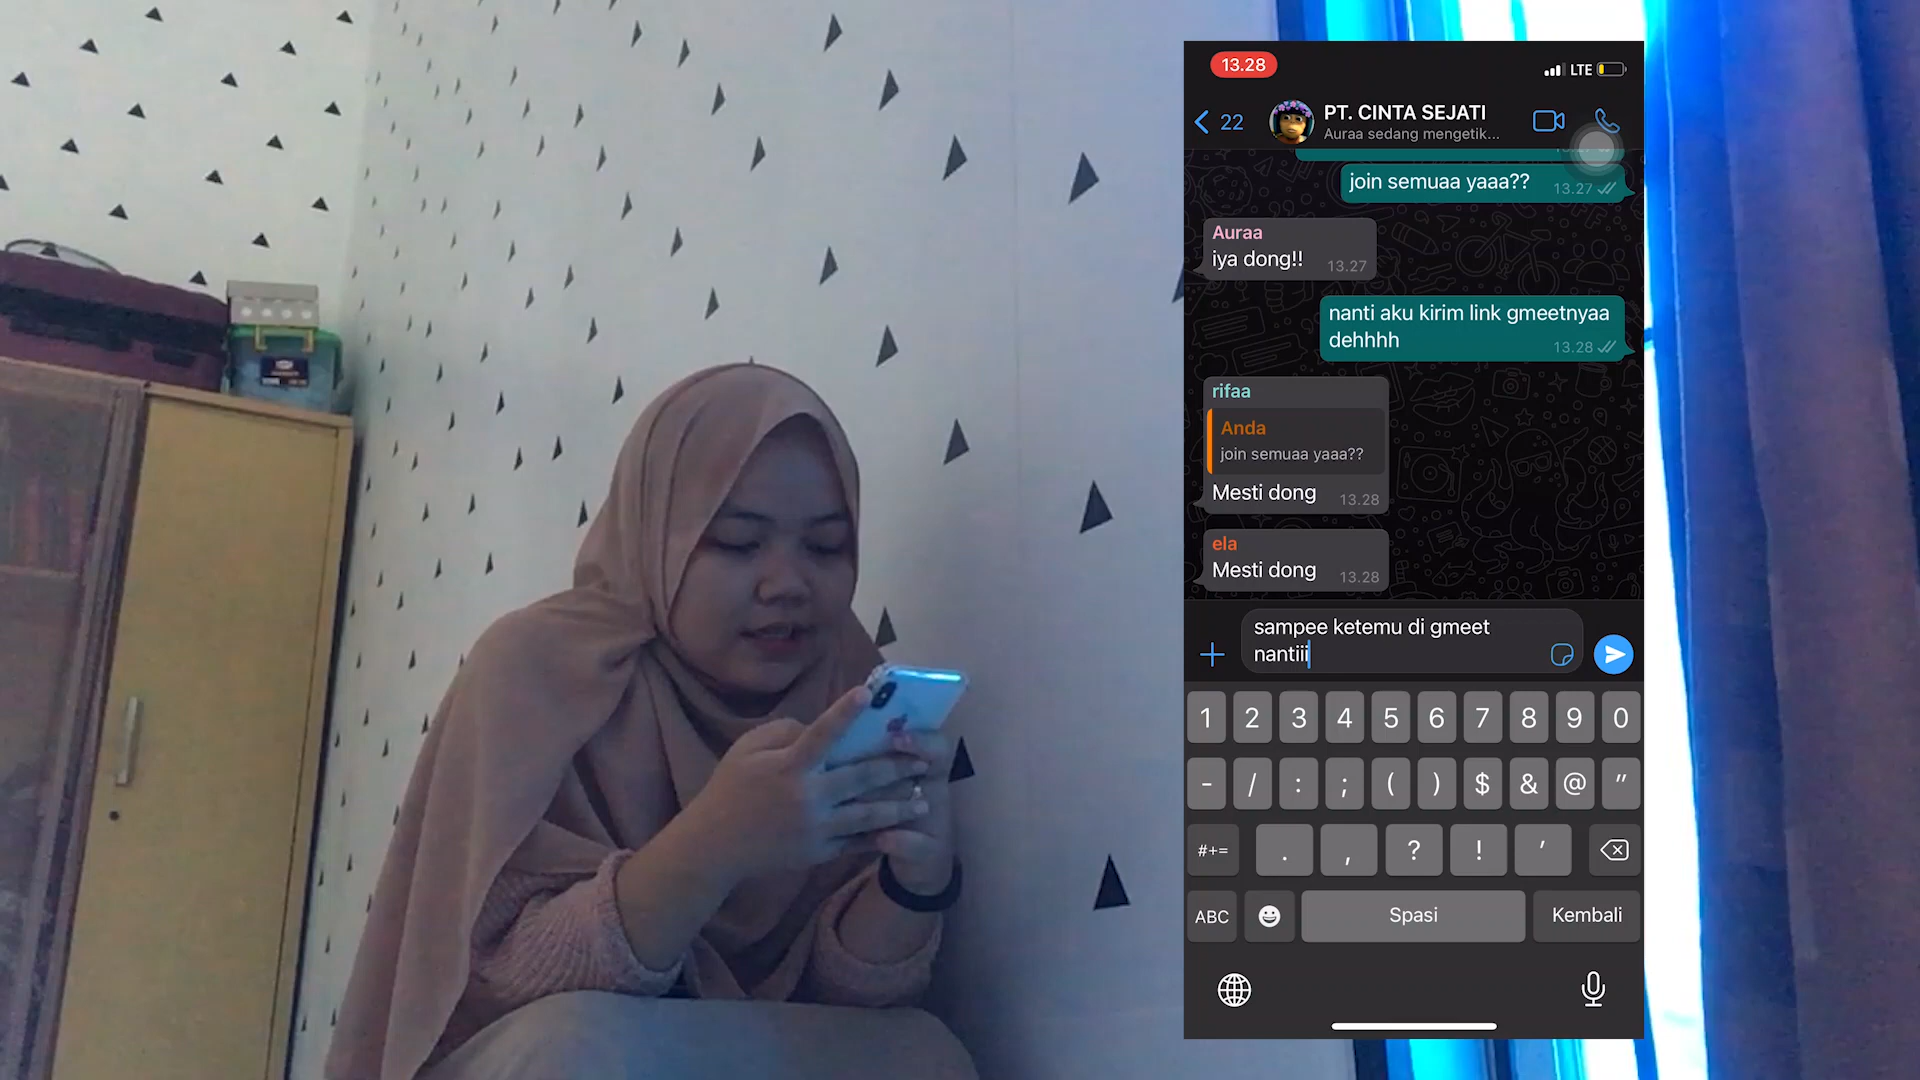 13.28
LTE
22
PT. CINTA SEJATI
Auraa sedang mengetik...
join semuaa yaaa??
13.27
Auraa
iya dong!!
13.27
nanti aku kirim link gmeetnyaa
dehhhh
13.28
rifaa
Anda
join semuaa yaaa??
Mesti dong
13.28
ela
Mesti dong
13.28
sampee ketemu di gmeet
nantiii
1 2 3 4 5 6 7 8 9 0
- / : ; ( ) $ & @ "
#+= . , ? ! '
ABC Spasi Kembali